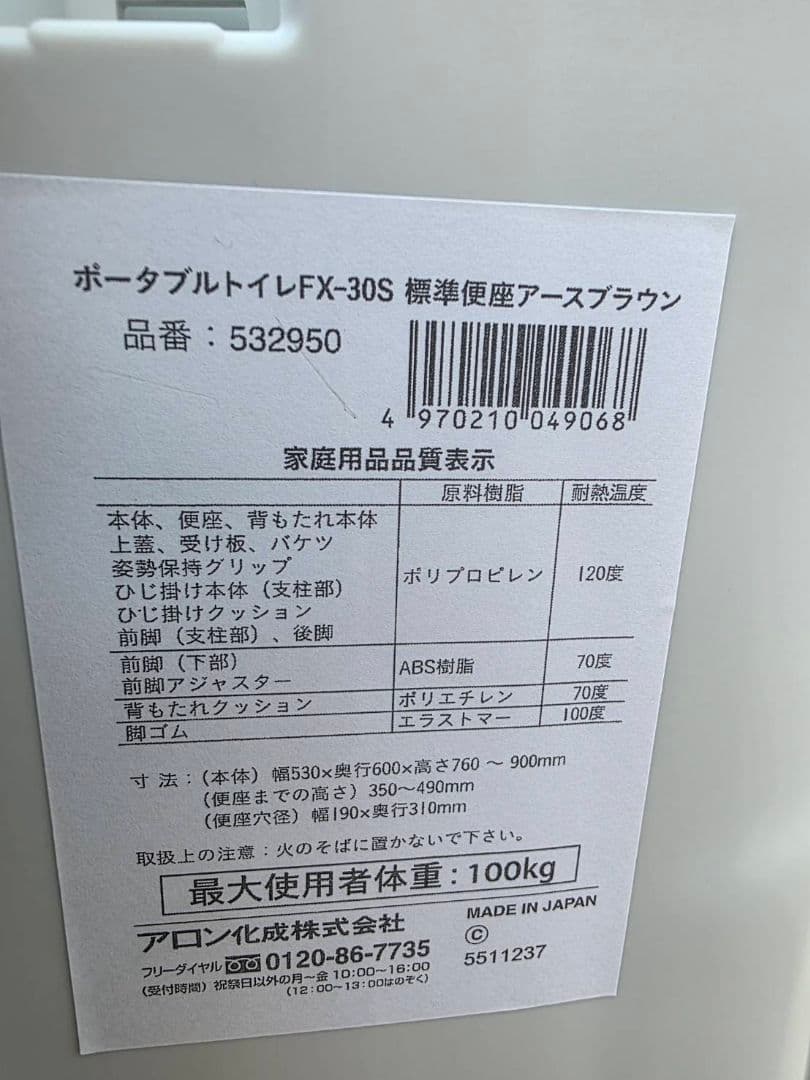 ポータブルトイレFX-30S 標準便座アースブラウン
品番：532950
4 970210 049068
家庭用品品質表示
原料樹脂 耐熱温度
本体、便座、背もたれ本体
上蓋、受け板、バケツ
姿勢保持グリップ
ひじ掛け本体（支柱部）
ひじ掛けクッション
前脚（支柱部）、後脚
ポリプロピレン 120度
前脚（下部）
前脚アジャスター
ABS樹脂 70度
背もたれクッション ポリエチレン 70度
脚ゴム エラストマー 100度
寸法：（本体）幅530×奥行600×高さ760 ～ 900mm
（便座までの高さ）350～490mm
（便座穴径）幅190×奥行310mm
取扱上の注意：火のそばに置かないで下さい。
最大使用者体重：100kg
アロン化成株式会社
フリーダイヤル 0120-86-7735
（受付時間）祝祭日以外の月～金 10:00～16:00
（12:00～13:00はのぞく）
MADE IN JAPAN
Ⓒ
5511237